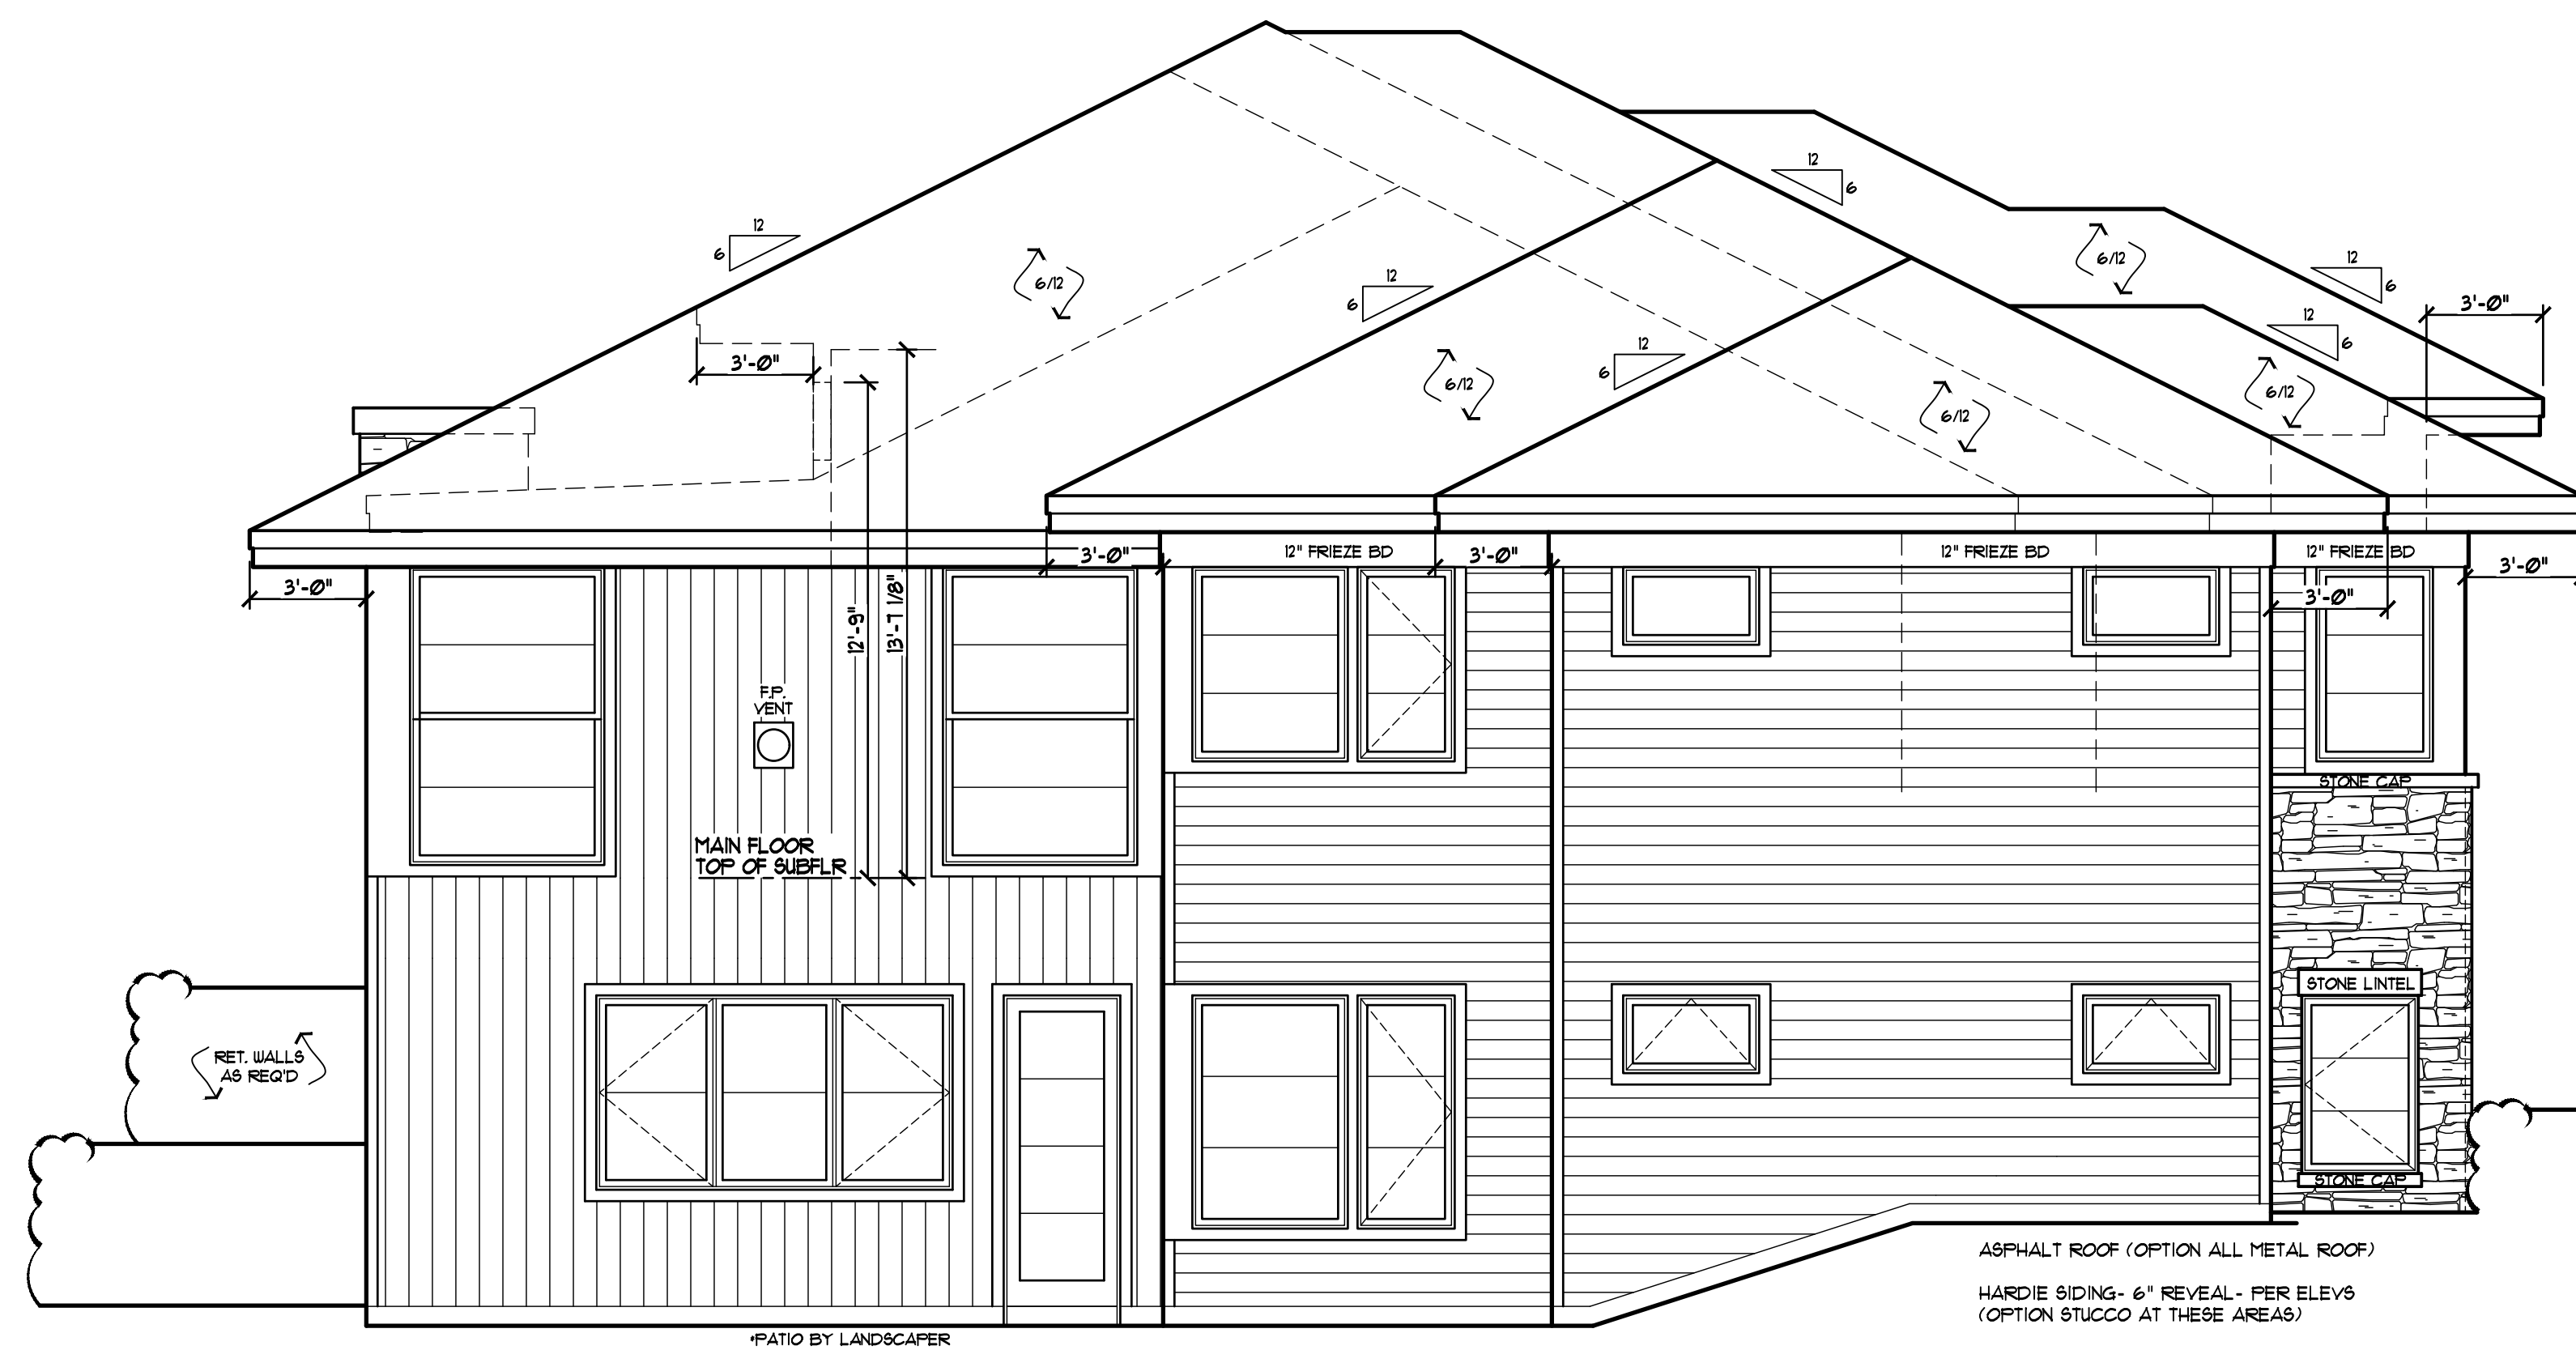 12
6
12
6
6/12
12
6
12
6
12
6
12
6
6/12
6/12
6/12
6/12
3'-0"
3'-0"
12" FRIEZE BD
12" FRIEZE BD
12" FRIEZE BD
3'-0"
3'-0"
3'-0"
3'-0"
3'-0"
12'-9"
13'-7 1/8"
F.P.
VENT
STONE CAP
MAIN FLOOR
TOP OF SUBFLR
STONE LINTEL
RET. WALLS
AS REQ'D
STONE CAP
ASPHALT ROOF (OPTION ALL METAL ROOF)
HARDIE SIDING- 6" REVEAL- PER ELEVS
(OPTION STUCCO AT THESE AREAS)
*PATIO BY LANDSCAPER